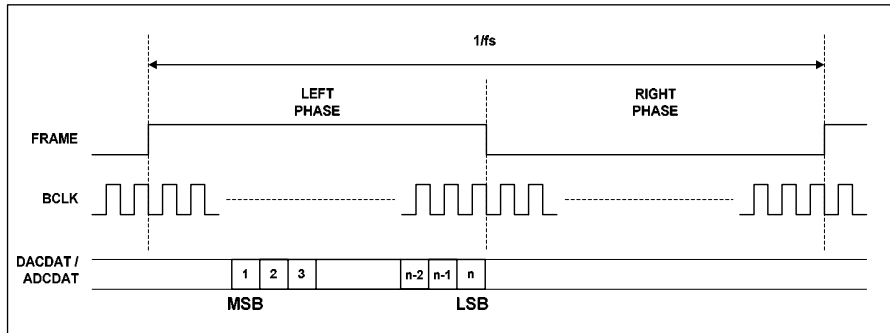 1/fs
LEFT
PHASE
RIGHT
PHASE
FRAME
BCLK
DACDAT /
ADCDAT
1 2 3 n-2 n-1 n
MSB LSB